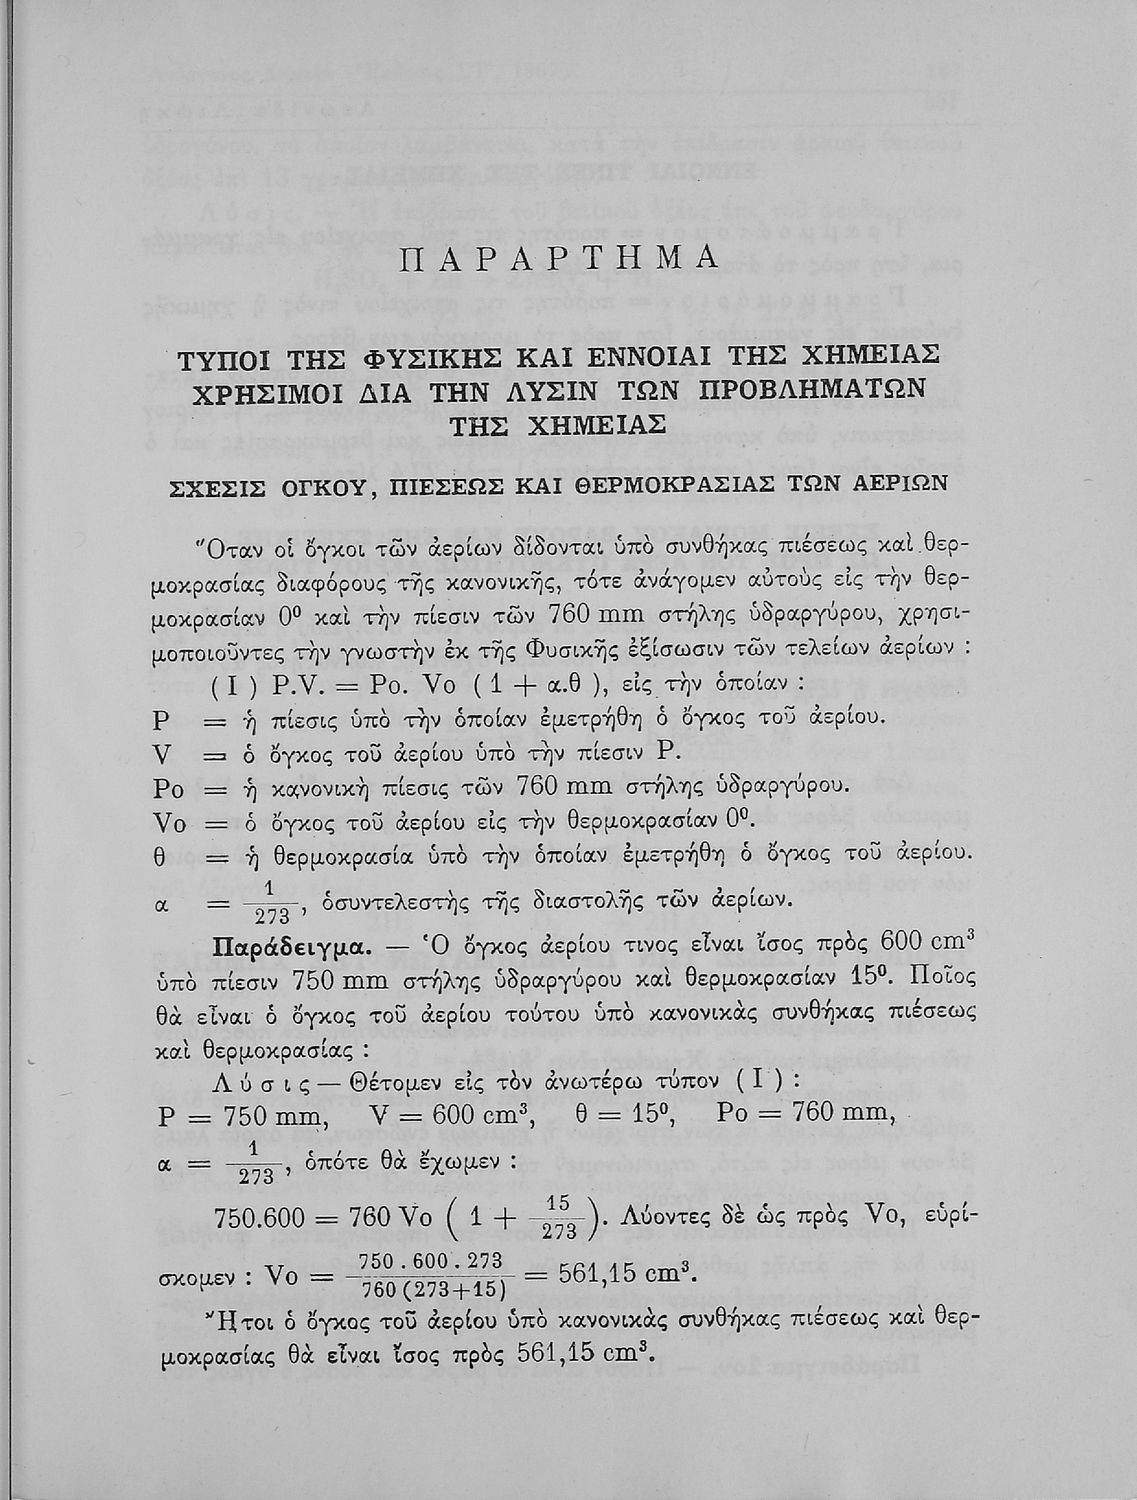 ΠΑΡΑΡΤΗΜΑ
ΤΥΠΟΙ ΤΗΣ ΦΥΣΙΚΗΣ ΚΑΙ ΕΝΝΟΙΑΙ ΤΗΣ ΧΗΜΕΙΑΣ
ΧΡΗΣΙΜΟΙ ΔΙΑ ΤΗΝ ΛΥΣΙΝ ΤΩΝ ΠΡΟΒΛΗΜΑΤΩΝ
ΤΗΣ ΧΗΜΕΙΑΣ
ΣΧΕΣΙΣ ΟΓΚΟΥ, ΠΙΕΣΕΩΣ ΚΑΙ ΘΕΡΜΟΚΡΑΣΙΑΣ ΤΩΝ ΑΕΡΙΩΝ
Ὅταν οἱ ὄγκοι τῶν ἀερίων δίδονται ὑπὸ συνθήκας πιέσεως καὶ θερ-
μοκρασίας διαφόρους τῆς κανονικῆς, τότε ἀνάγομεν αὐτοὺς εἰς τὴν θερ-
μοκρασίαν 0⁰ καὶ τὴν πίεσιν τῶν 760 mm στήλης ὑδραργύρου, χρησι-
μοποιοῦντες τὴν γνωστὴν ἐκ τῆς Φυσικῆς ἐξίσωσιν τῶν τελείων ἀερίων :
( I ) P.V. = Po. Vo ( 1 + α.θ ), εἰς τὴν ὁποίαν :
P = ἡ πίεσις ὑπὸ τὴν ὁποίαν ἐμετρήθη ὁ ὄγκος τοῦ ἀερίου.
V = ὁ ὄγκος τοῦ ἀερίου ὑπὸ τὴν πίεσιν P.
Po = ἡ κανονικὴ πίεσις τῶν 760 mm στήλης ὑδραργύρου.
Vo = ὁ ὄγκος τοῦ ἀερίου εἰς τὴν θερμοκρασίαν 0⁰.
θ = ἡ θερμοκρασία ὑπὸ τὴν ὁποίαν ἐμετρήθη ὁ ὄγκος τοῦ ἀερίου.
α = 1/273, ὁσυντελεστὴς τῆς διαστολῆς τῶν ἀερίων.
Παράδειγμα. — Ὁ ὄγκος ἀερίου τινος εἶναι ἴσος πρὸς 600 cm³
ὑπὸ πίεσιν 750 mm στήλης ὑδραργύρου καὶ θερμοκρασίαν 15⁰. Ποῖος
θὰ εἶναι ὁ ὄγκος τοῦ ἀερίου τούτου ὑπὸ κανονικὰς συνθήκας πιέσεως
καὶ θερμοκρασίας :
Λύσις — Θέτομεν εἰς τὸν ἀνωτέρω τύπον ( I ) :
P = 750 mm, V = 600 cm³, θ = 15⁰, Po = 760 mm,
α = 1/273, ὁπότε θὰ ἔχωμεν :
750.600 = 760 Vo ( 1 + 15/273 ). Λύοντες δὲ ὡς πρὸς Vo, εὑρί-
σκομεν : Vo = 750 . 600 . 273 / 760 (273+15) = 561,15 cm³.
Ἤτοι ὁ ὄγκος τοῦ ἀερίου ὑπὸ κανονικὰς συνθήκας πιέσεως καὶ θερ-
μοκρασίας θὰ εἶναι ἴσος πρὸς 561,15 cm³.